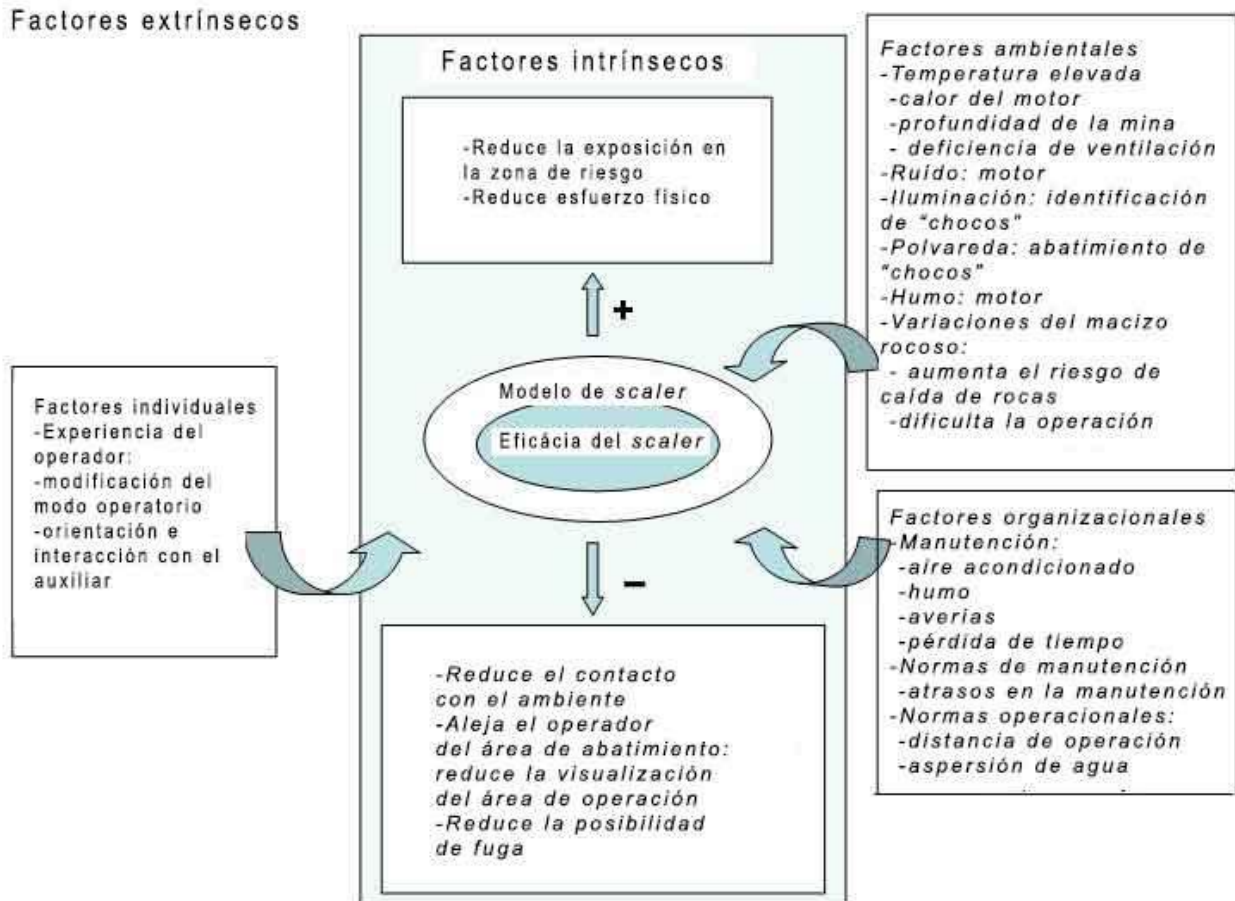 Factores extrínsecos
Factores intrínsecos
-Reduce la exposición en
la zona de riesgo
-Reduce esfuerzo físico
+
Modelo de scaler
Eficácia del scaler
−
-Reduce el contacto
con el ambiente
-Aleja el operador
del área de abatimiento:
reduce la visualización
del área de operación
-Reduce la posibilidad
de fuga
Factores individuales
-Experiencia del
operador:
-modificación del
modo operatorio
-orientación e
interacción con el
auxiliar
Factores ambientales
-Temperatura elevada
-calor del motor
-profundidad de la mina
- deficiencia de ventilación
-Ruído: motor
-Iluminación: identificación
de "chocos"
-Polvareda: abatimiento de
"chocos"
-Humo: motor
-Variaciones del macizo
rocoso:
- aumenta el riesgo de
caída de rocas
-dificulta la operación
Factores organizacionales
-Manutención:
-aire acondicionado
-humo
-averías
-pérdida de tiempo
-Normas de manutención
-atrasos en la manutención
-Normas operacionales:
-distancia de operación
-aspersión de agua